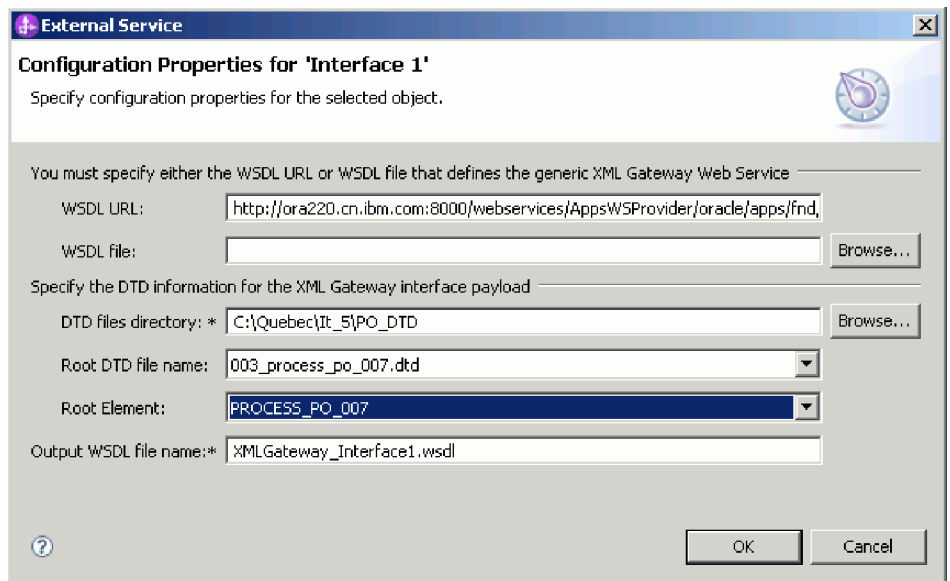 External Service
Configuration Properties for 'Interface 1'
Specify configuration properties for the selected object.
You must specify either the WSDL URL or WSDL file that defines the generic XML Gateway Web Service
WSDL URL: http://ora220.cn.ibm.com:8000/webservices/AppsWSProvider/oracle/apps/fnd,
WSDL file: Browse...
Specify the DTD information for the XML Gateway interface payload
DTD files directory: * C:\Quebec\It_5\PO_DTD Browse...
Root DTD file name: 003_process_po_007.dtd
Root Element: PROCESS_PO_007
Output WSDL file name:* XMLGateway_Interface1.wsdl
? OK Cancel